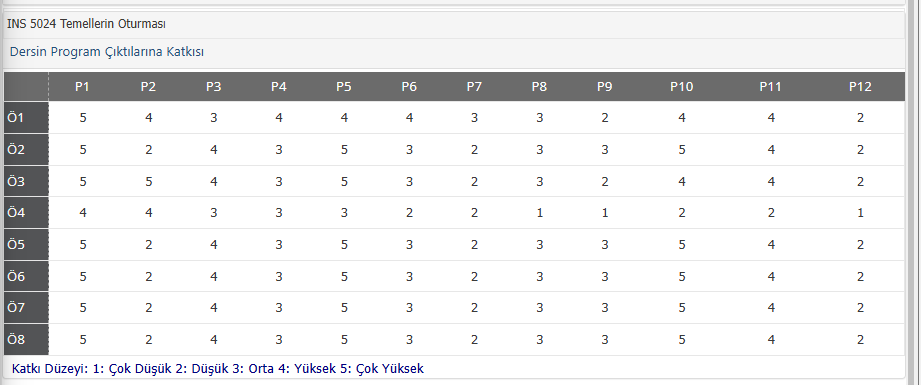 INS 5024 Temellerin Oturması
Dersin Program Çıktılarına Katkısı
P1 P2 P3 P4 P5 P6 P7 P8 P9 P10 P11 P12
Ö1 5 4 3 4 4 4 3 3 2 4 4 2
Ö2 5 2 4 3 5 3 2 3 3 5 4 2
Ö3 5 5 4 3 5 3 2 3 2 4 4 2
Ö4 4 4 3 3 3 2 2 1 1 2 2 1
Ö5 5 2 4 3 5 3 2 3 3 5 4 2
Ö6 5 2 4 3 5 3 2 3 3 5 4 2
Ö7 5 2 4 3 5 3 2 3 3 5 4 2
Ö8 5 2 4 3 5 3 2 3 3 5 4 2
Katkı Düzeyi: 1: Çok Düşük 2: Düşük 3: Orta 4: Yüksek 5: Çok Yüksek